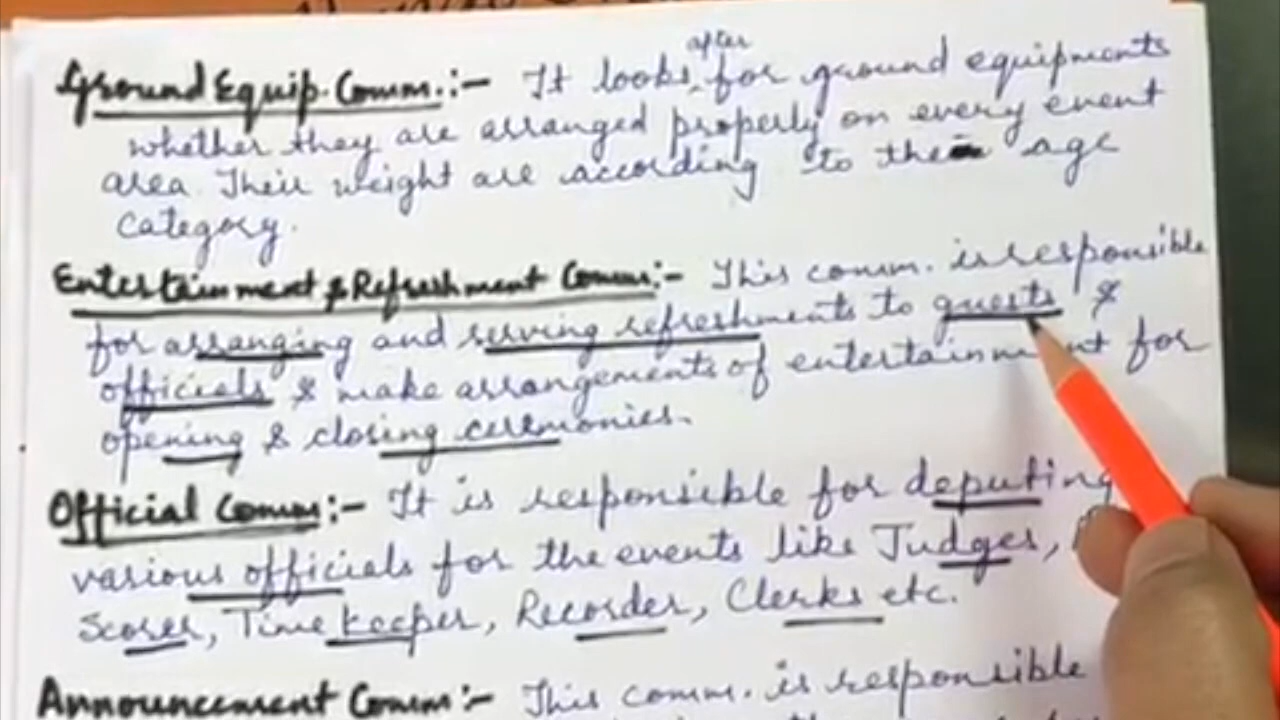 Ground Equip. Comm.:- It looks after for ground equipments
whether they are arranged properly on every event
area. Their weight are according to the age
category.
Entertainment & Refreshment Comm:- This comm. is responsible
for arranging and serving refreshments to guests &
officials & make arrangements of entertainment for
opening & closing ceremonies.
Official Comm:- It is responsible for deputing
various officials for the events like Judges,
Scorer, Time keeper, Recorder, Clerks etc.
Announcement Comm:- This comm. is responsible